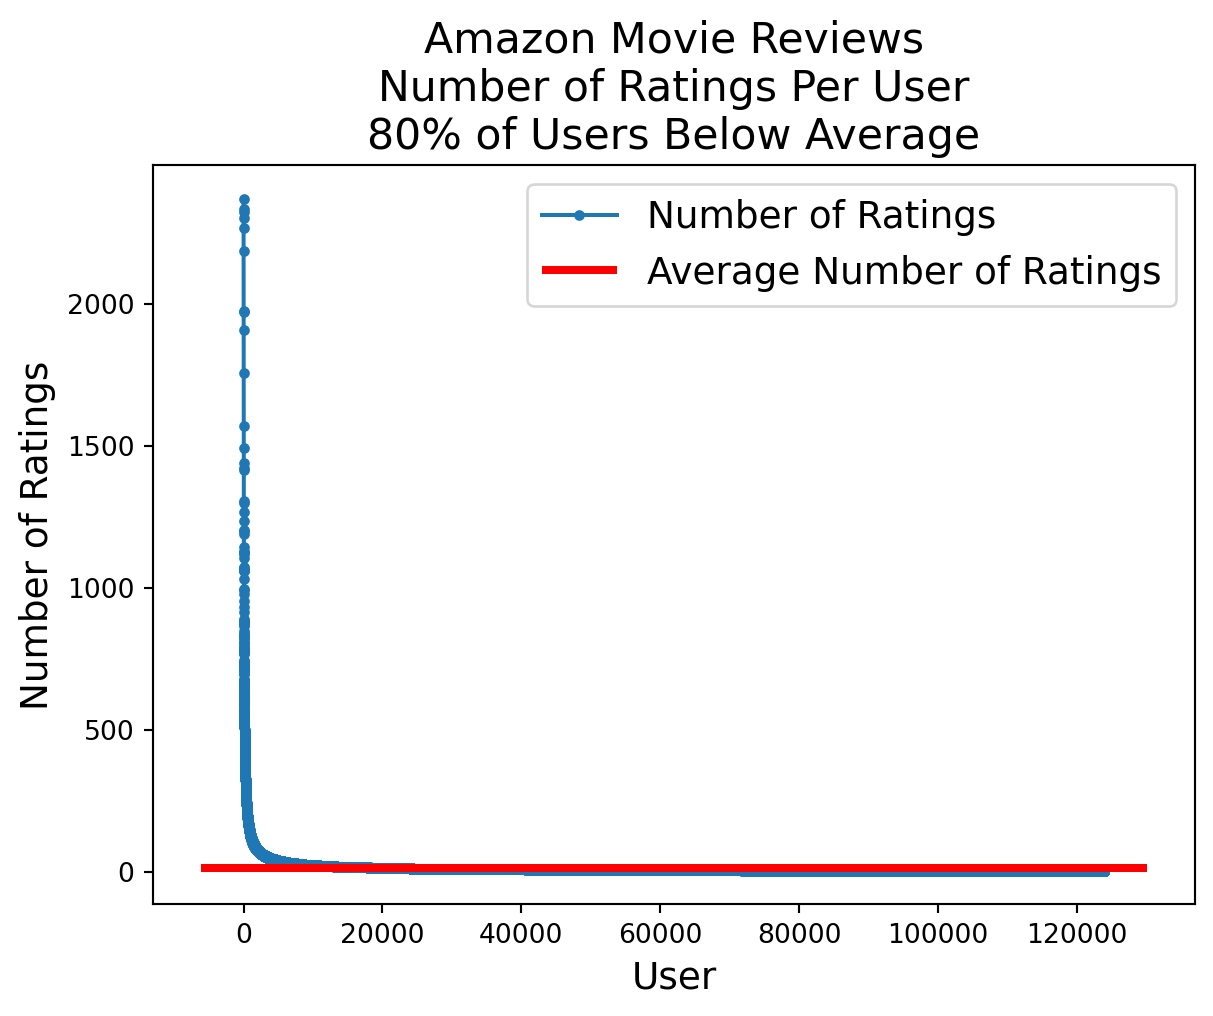 Amazon Movie Reviews
Number of Ratings Per User
80% of Users Below Average
Number of Ratings
Average Number of Ratings
Number of Ratings
2000
1500
1000
500
0
0 20000 40000 60000 80000 100000 120000
User